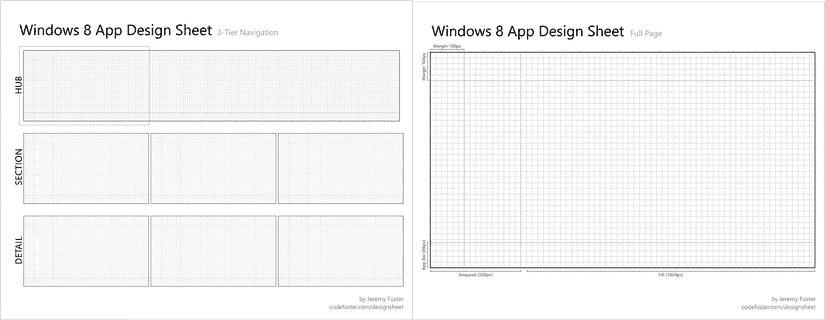 Windows 8 App Design Sheet 3-Tier Navigation
HUB
SECTION
DETAIL
by Jeremy Foster
codefoster.com/designsheet
Windows 8 App Design Sheet Full Page
Margin 120px
Margin 100px
App Bar (88px)
Snapped (320px)
Fill (1024px)
by Jeremy Foster
codefoster.com/designsheet